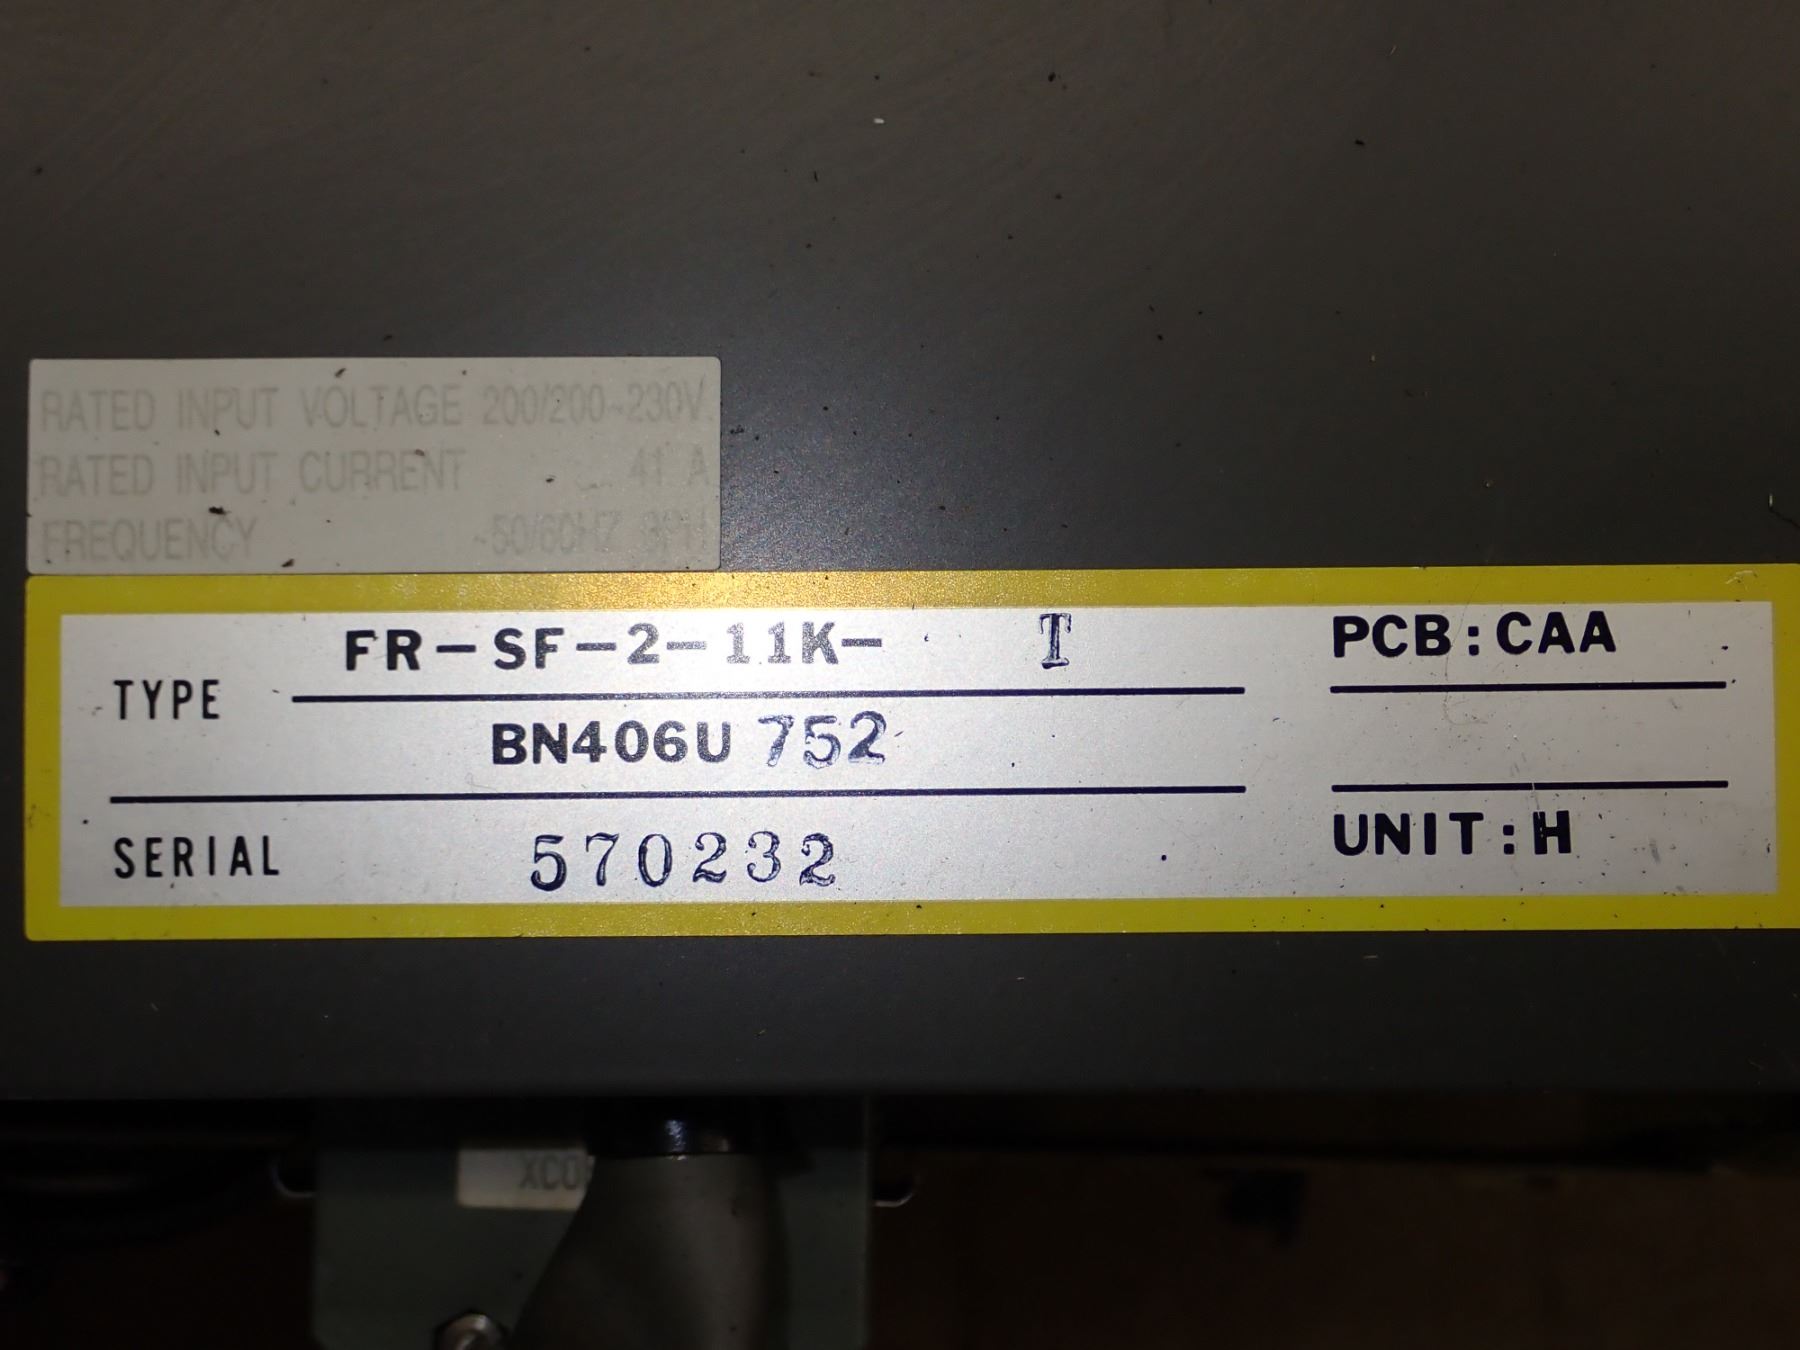 RATED INPUT VOLTAGE 200/200~230V
RATED INPUT CURRENT 41 A
FREQUENCY 50/60HZ
TYPE FR-SF-2-11K- T
BN406U 752
SERIAL 570232
PCB:CAA
UNIT:H
XCO